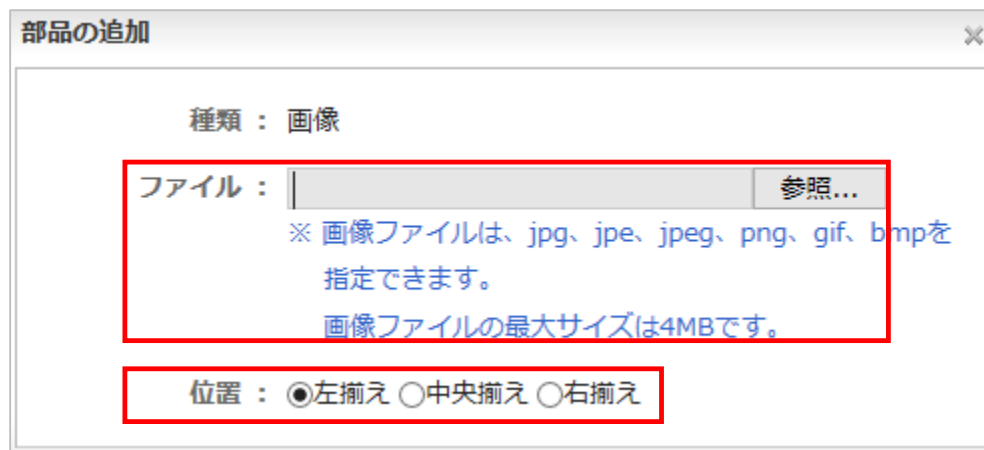 部品の追加
種類 : 画像
ファイル : 参照...
※ 画像ファイルは、jpg、jpe、jpeg、png、gif、bmpを
指定できます。
画像ファイルの最大サイズは4MBです。
位置 : 左揃え 中央揃え 右揃え